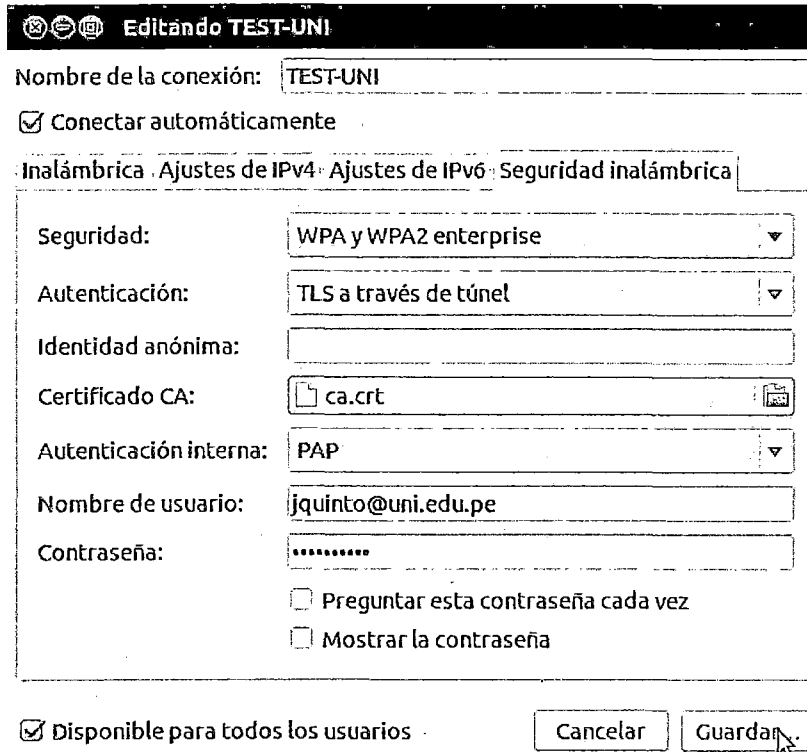 Editando TEST-UNI
Nombre de la conexión: TEST-UNI
Conectar automáticamente
Inalámbrica Ajustes de IPv4 Ajustes de IPv6 Seguridad inalámbrica
Seguridad: WPA y WPA2 enterprise
Autenticación: TLS a través de túnel
Identidad anónima:
Certificado CA: ca.crt
Autenticación interna: PAP
Nombre de usuario: jquinto@uni.edu.pe
Contraseña: ••••••••••
Preguntar esta contraseña cada vez
Mostrar la contraseña
Disponible para todos los usuarios Cancelar Guardar...